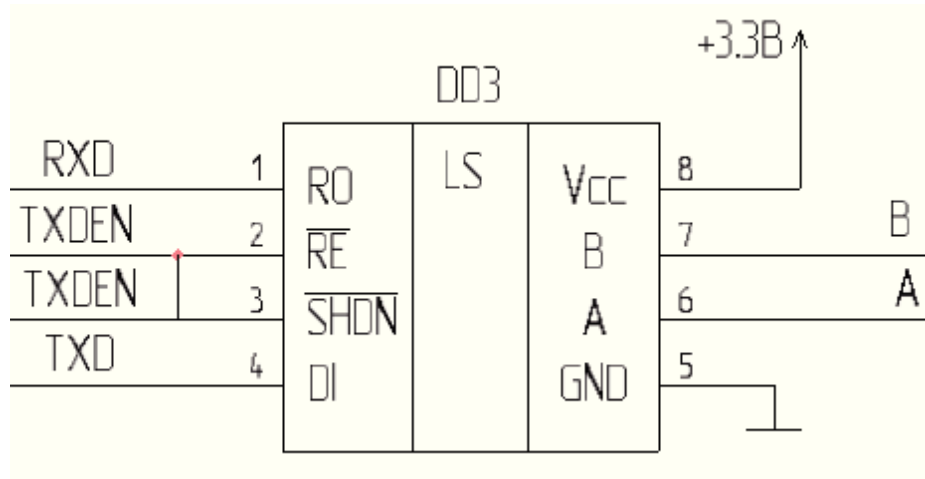 +3.3В
DD3
RXD 1 RO LS Vcc 8
TXDEN 2 RE B 7 B
TXDEN 3 SHDN A 6 A
TXD 4 DI GND 5